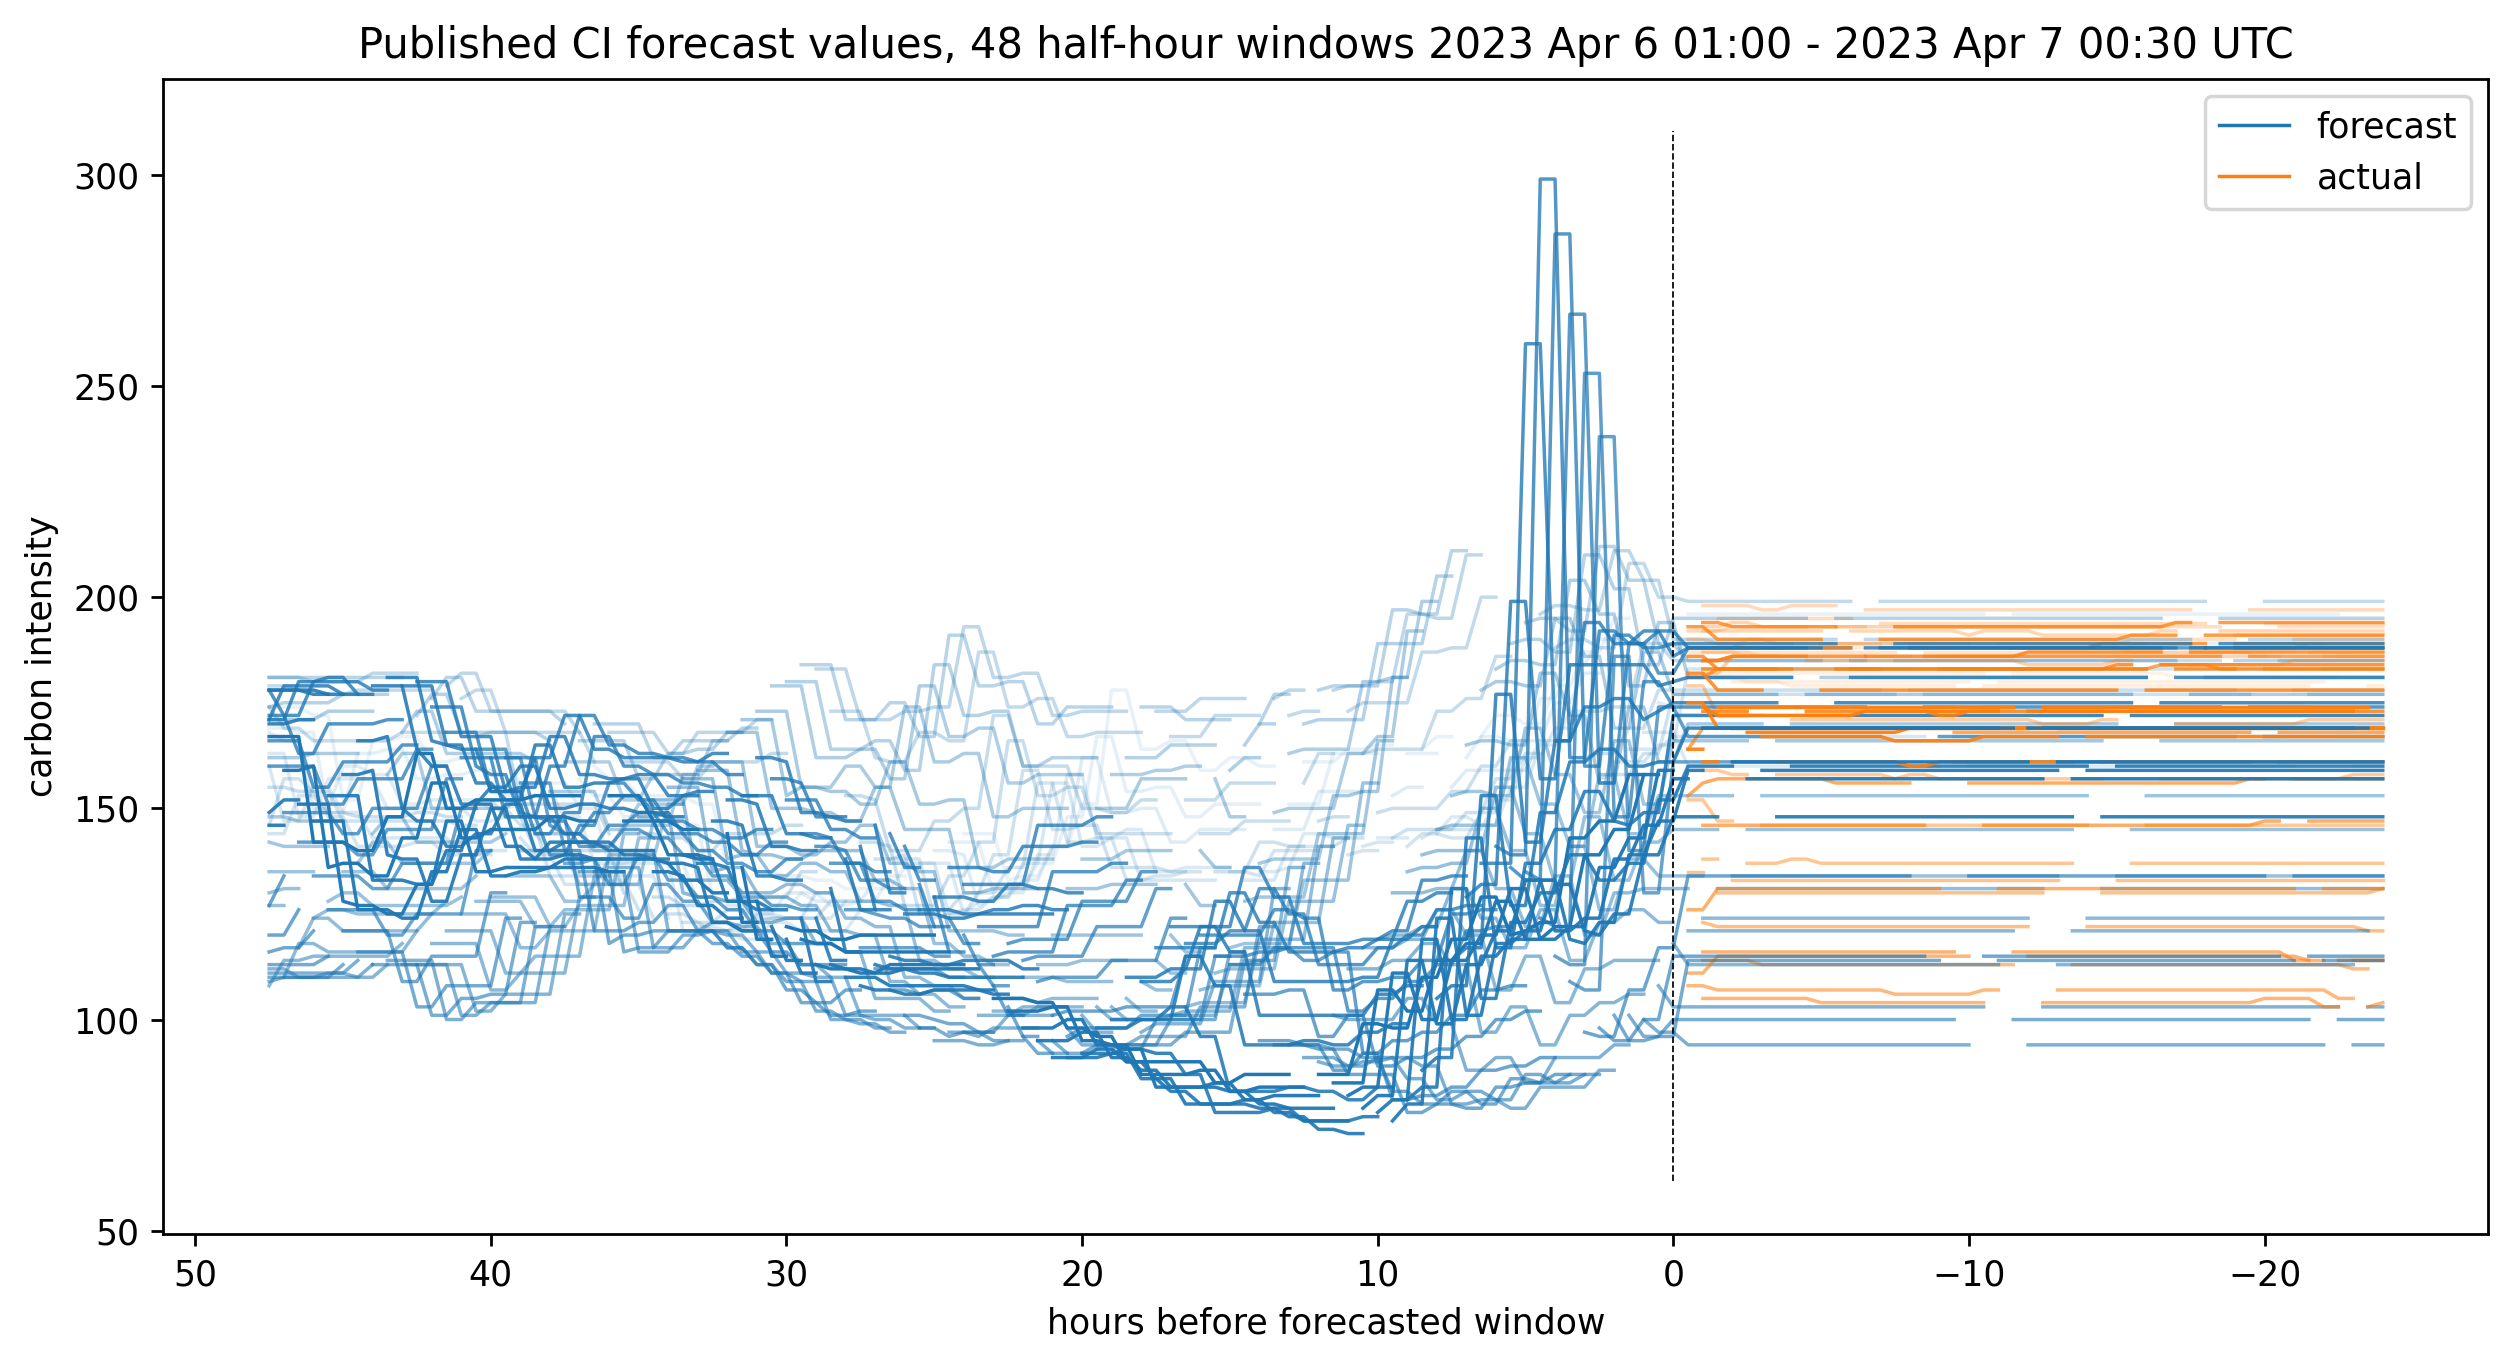 Published CI forecast values, 48 half-hour windows 2023 Apr 6 01:00 - 2023 Apr 7 00:30 UTC
forecast
actual
300
250
200
150
100
50
carbon intensity
50 40 30 20 10 0 −10 −20
hours before forecasted window